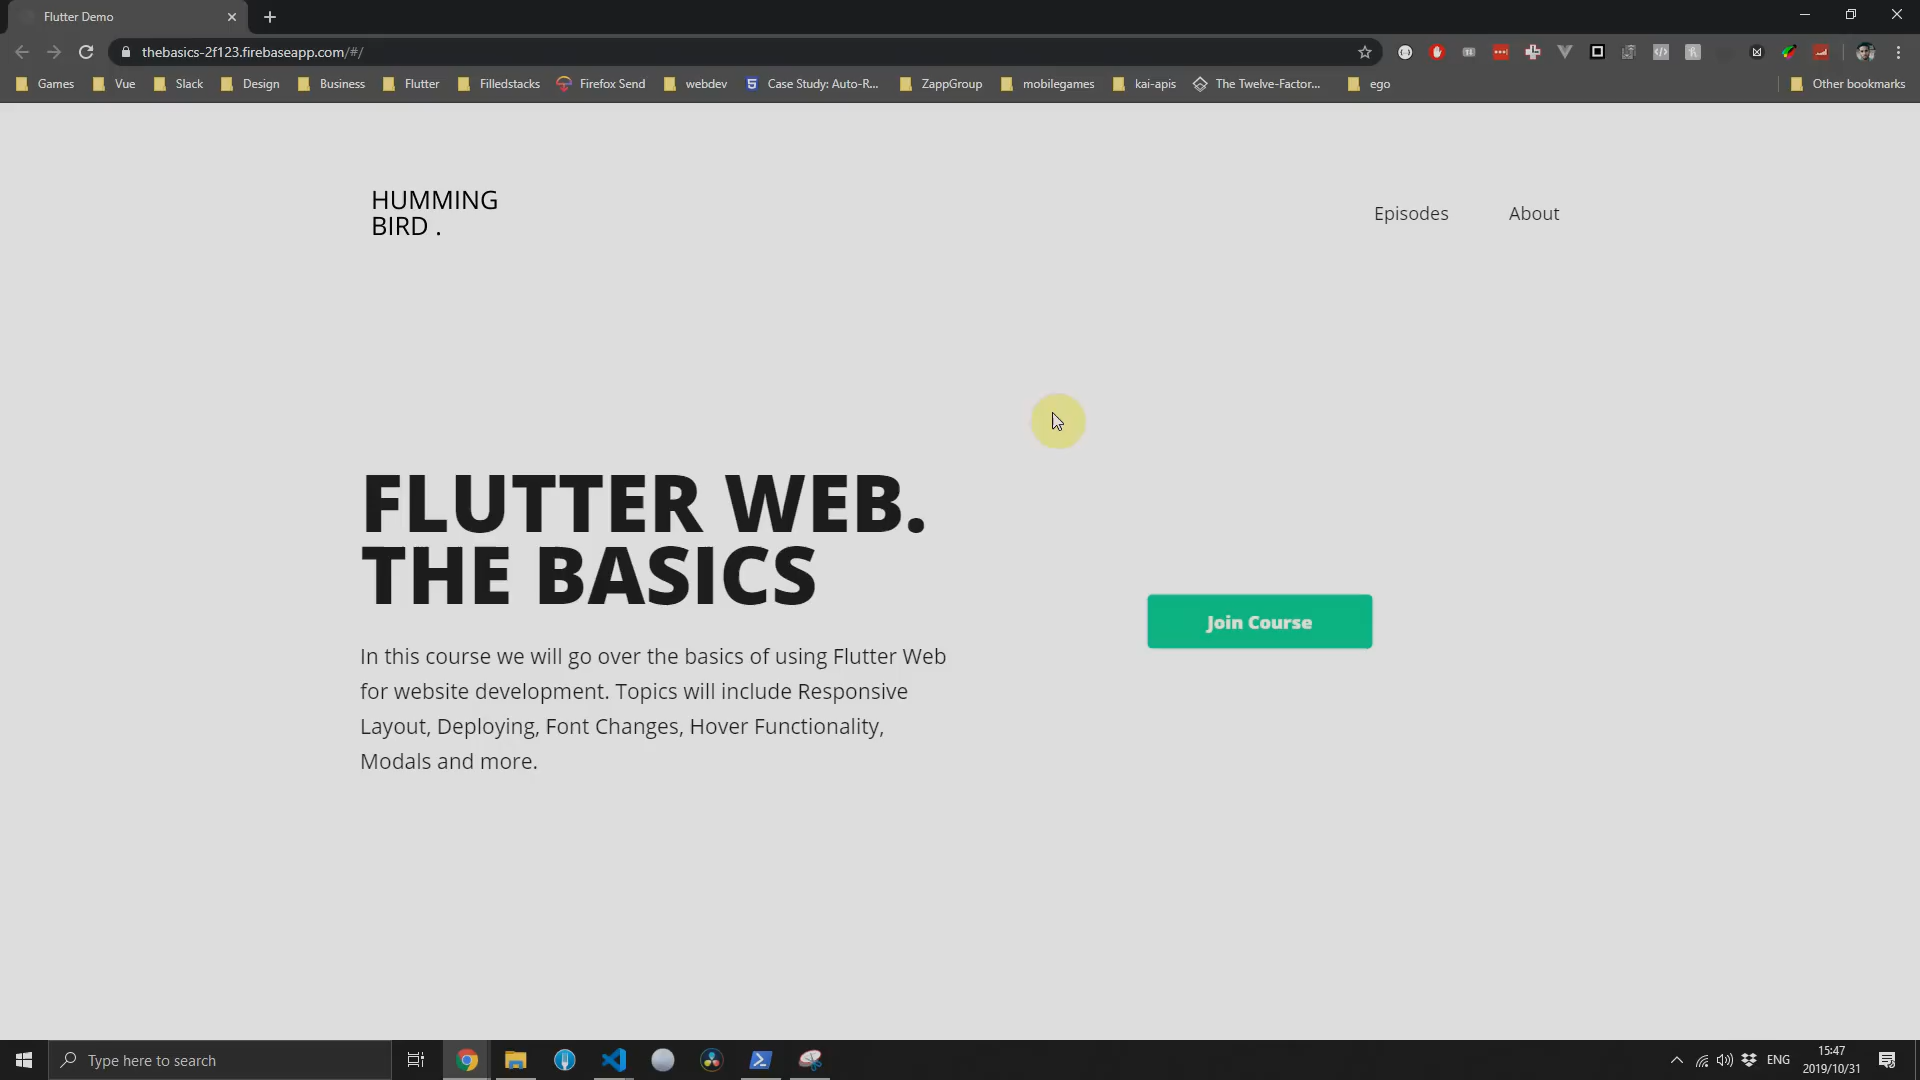 Flutter Demo
thebasics-2f123.firebaseapp.com/#/
Games Vue Slack Design Business Flutter Filledstacks Firefox Send webdev Case Study: Auto-R... ZappGroup mobilegames kai-apis The Twelve-Factor... ego Other bookmarks
HUMMING
BIRD .
Episodes About
FLUTTER WEB.
THE BASICS
In this course we will go over the basics of using Flutter Web
for website development. Topics will include Responsive
Layout, Deploying, Font Changes, Hover Functionality,
Modals and more.
Join Course
Type here to search
ENG
15:47
2019/10/31